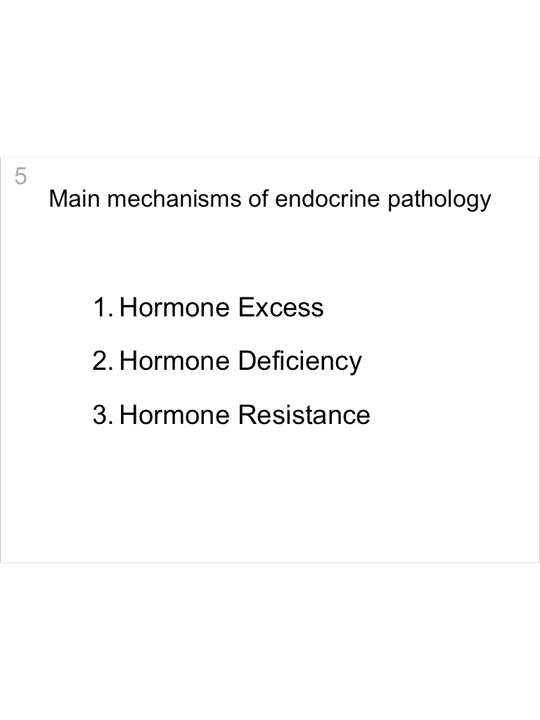 5
Main mechanisms of endocrine pathology
1. Hormone Excess
2. Hormone Deficiency
3. Hormone Resistance